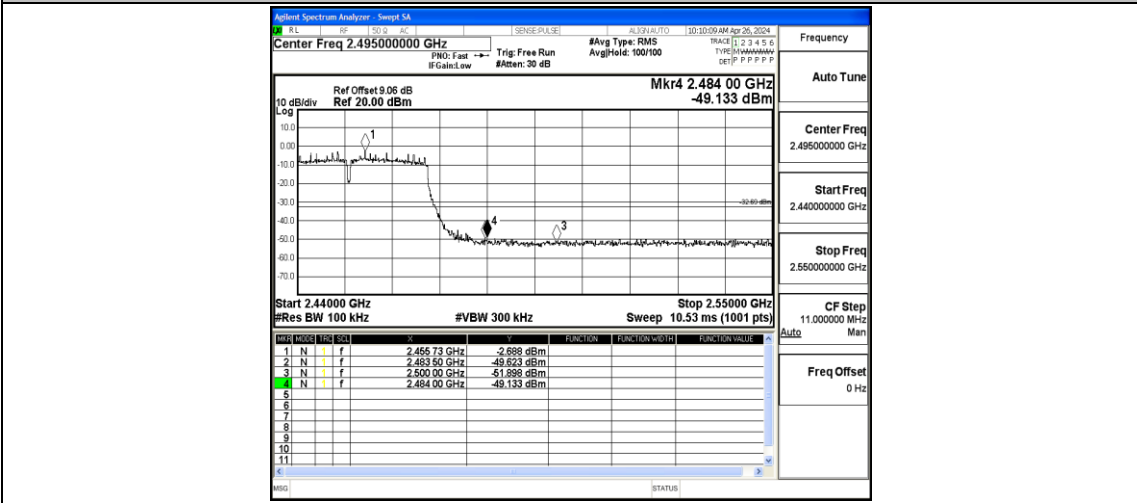 Agilent Spectrum Analyzer - Swept SA
RL RF 50 Ω AC SENSE:PULSE ALIGN AUTO 10:10:09 AM Apr 26, 2024
Center Freq 2.495000000 GHz
#Avg Type: RMS
TRACE 1 2 3 4 5 6
PNO: Fast Trig: Free Run Avg|Hold: 100/100
TYPE M
IFGain:Low #Atten: 30 dB
DET P P P P P P
Frequency
Mkr4 2.484 00 GHz
-49.133 dBm
Ref Offset 9.06 dB
10 dB/div Ref 20.00 dBm
Log
10.0
0.00
-10.0
-20.0
-30.0
-40.0
-50.0
-60.0
-70.0
1
4
3
-32.69 dBm
Start 2.44000 GHz Stop 2.55000 GHz
#Res BW 100 kHz #VBW 300 kHz Sweep 10.53 ms (1001 pts)
MKR MODE TRC SCL X Y FUNCTION FUNCTION WIDTH FUNCTION VALUE
1 N 1 f 2.455 73 GHz -2.688 dBm
2 N 1 f 2.483 50 GHz -49.623 dBm
3 N 1 f 2.500 00 GHz -51.898 dBm
4 N 1 f 2.484 00 GHz -49.133 dBm
5
6
7
8
9
10
11
Auto Tune
Center Freq
2.495000000 GHz
Start Freq
2.440000000 GHz
Stop Freq
2.550000000 GHz
CF Step
11.000000 MHz
Auto Man
Freq Offset
0 Hz
MSG STATUS